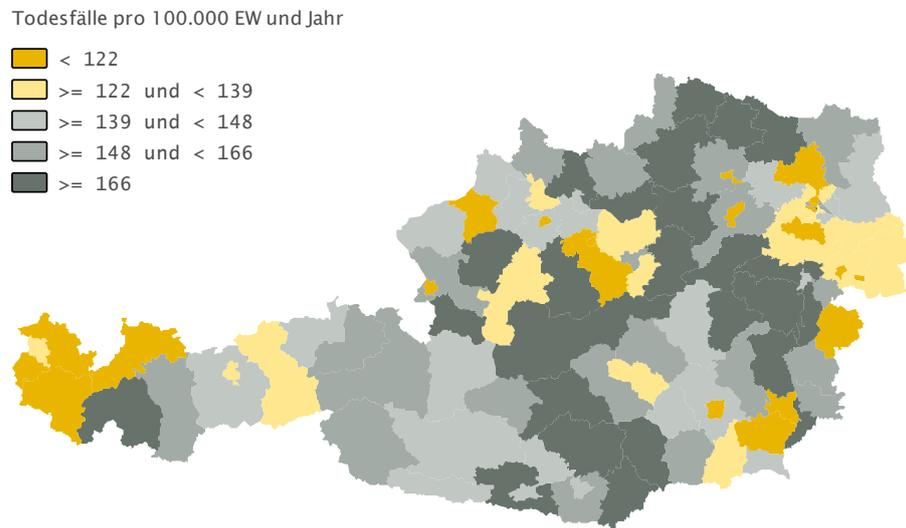 Todesfälle pro 100.000 EW und Jahr
< 122
>= 122 und < 139
>= 139 und < 148
>= 148 und < 166
>= 166